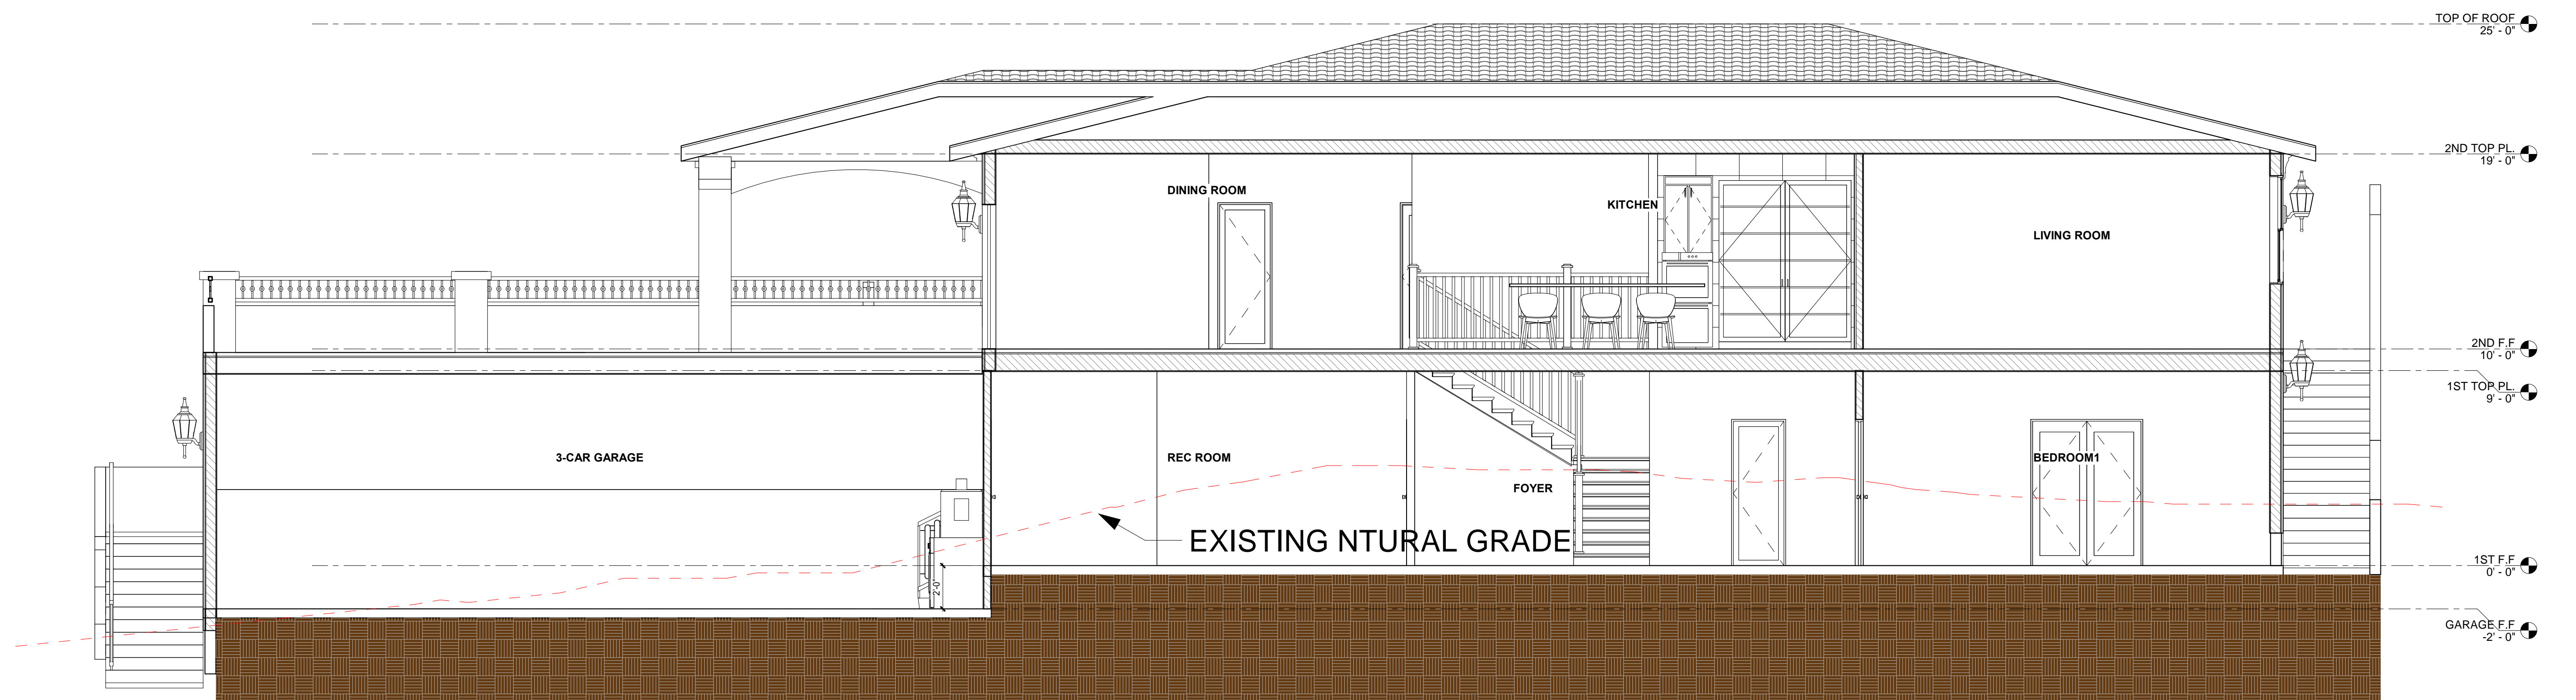 TOP OF ROOF
25' - 0"
2ND TOP PL.
19' - 0"
DINING ROOM
KITCHEN
LIVING ROOM
2ND F.F
10' - 0"
1ST TOP PL.
9' - 0"
3-CAR GARAGE
REC ROOM
BEDROOM1
FOYER
EXISTING NTURAL GRADE
1ST F.F
0' - 0"
2'-0"
GARAGE F.F
-2' - 0"